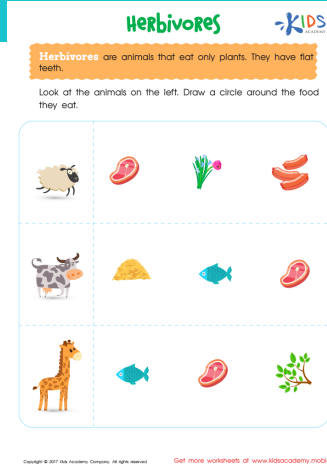 Herbivores
KIDS
ACADEMY
Herbivores are animals that eat only plants. They have flat
teeth.
Look at the animals on the left. Draw a circle around the food
they eat.
Copyright © 2017 Kids Academy Company. All rights reserved
Get more worksheets at www.kidsacademy.mobi